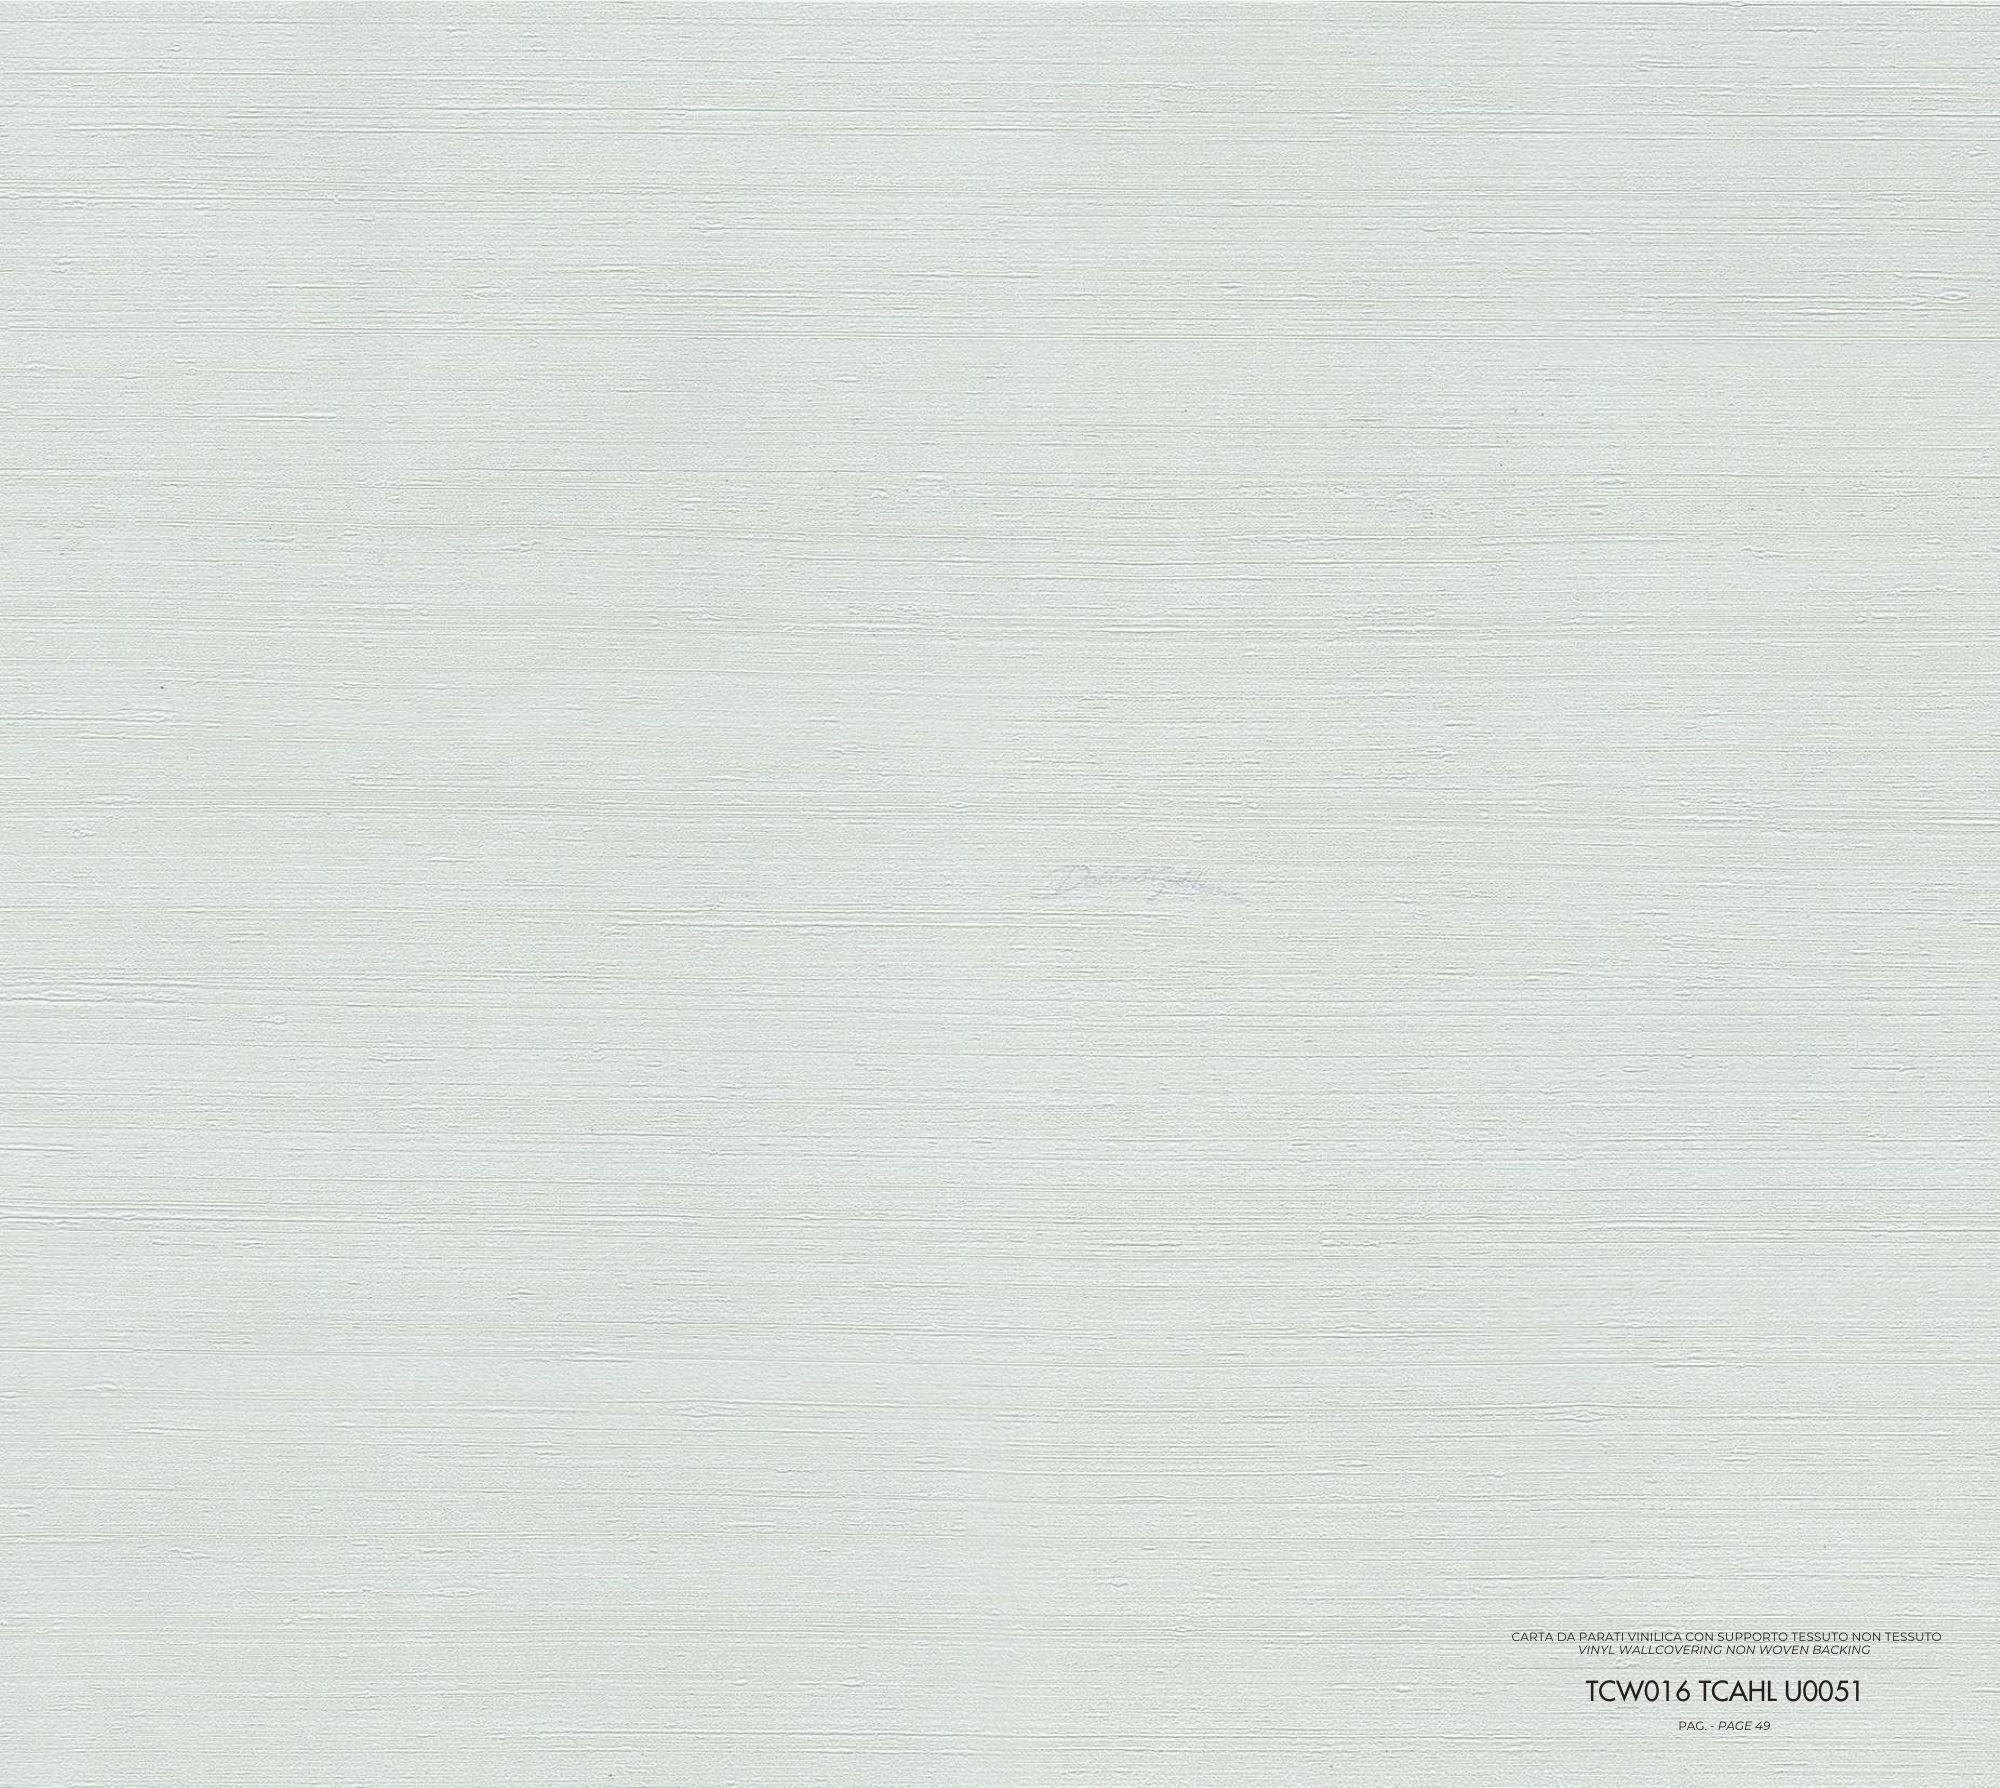 CARTA DA PARATI VINILICA CON SUPPORTO TESSUTO NON TESSUTO
VINYL WALLCOVERING NON WOVEN BACKING
TCW016 TCAHL U0051
PAG. - PAGE 49